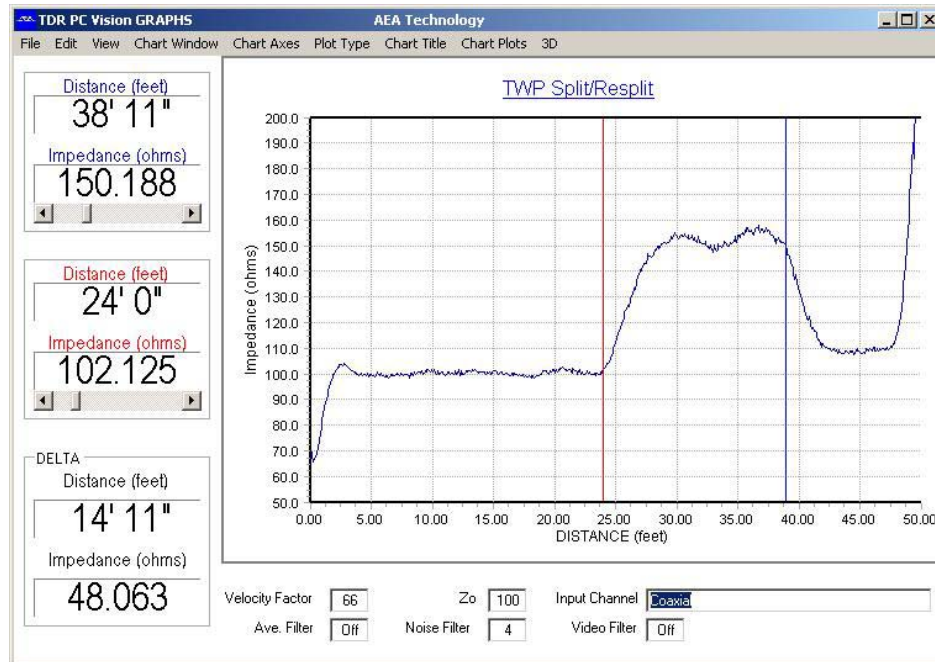 TDR PC Vision GRAPHS AEA Technology
File Edit View Chart Window Chart Axes Plot Type Chart Title Chart Plots 3D
Distance (feet)
38' 11"
Impedance (ohms)
150.188
Distance (feet)
24' 0"
Impedance (ohms)
102.125
DELTA
Distance (feet)
14' 11"
Impedance (ohms)
48.063
TWP Split/Resplit
200.0
190.0
180.0
170.0
160.0
150.0
140.0
130.0
120.0
110.0
100.0
90.0
80.0
70.0
60.0
50.0
Impedance (ohms)
0.00 5.00 10.00 15.00 20.00 25.00 30.00 35.00 40.00 45.00 50.00
DISTANCE (feet)
Velocity Factor 66 Zo 100 Input Channel Coaxial
Ave. Filter Off Noise Filter 4 Video Filter Off